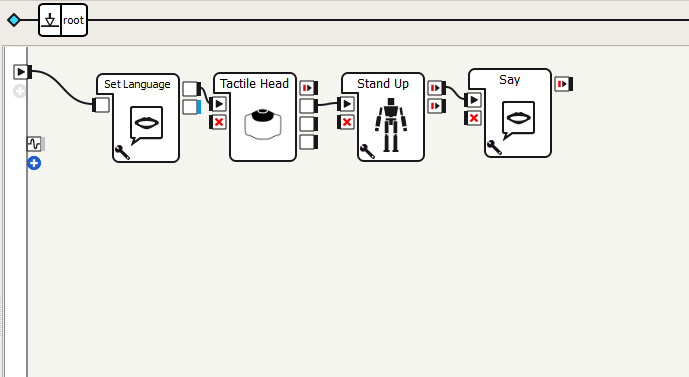 root
Set Language
Tactile Head
Stand Up
Say